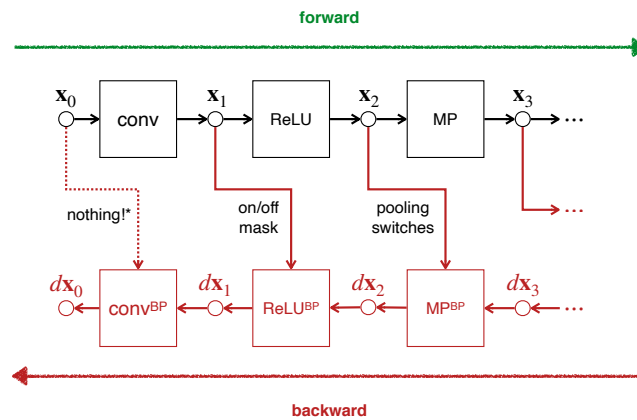 forward
x₀ x₁ x₂ x₃
conv ReLU MP ...
nothing!* on/off mask pooling switches ...
dx₀ dx₁ dx₂ dx₃
convᴮᴾ ReLUᴮᴾ MPᴮᴾ ...
backward